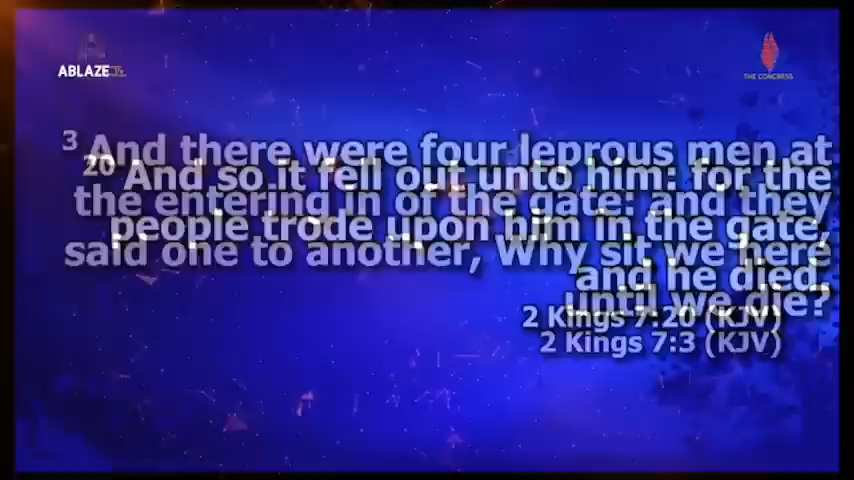 ABLAZE TV
THE CONGRESS
3 And there were four leprous men at
20 And so it fell out unto him: for the
the entering in of the gate: and they
people trode upon him in the gate,
said one to another, Why sit we here
and he died.
until we die?
2 Kings 7:20 (KJV)
2 Kings 7:3 (KJV)